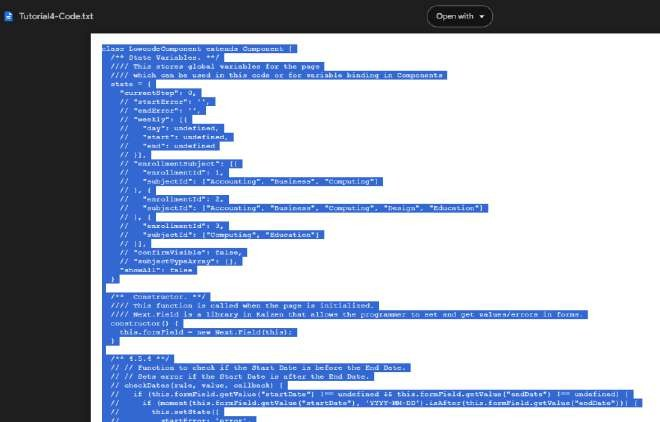 Tutorial4-Code.txt
Open with
class LowcodeComponent extends Component {
/** State Variables. **/
//// This stores global variables for the page
//// which can be used in this code or for variable binding in Components
state = {
"currentStep": 0,
// "startError": '',
// "endError": '',
// "weekly": [{
//   "day": undefined,
//   "start": undefined,
//   "end": undefined
// }],
// "enrollmentSubject": [{
//   "enrollmentId": 1,
//   "subjectId": ["Accounting", "Business", "Computing"]
// }, {
//   "enrollmentId": 2,
//   "subjectId": ["Accounting", "Business", "Computing", "Design", "Education"]
// }, {
//   "enrollmentId": 3,
//   "subjectId": ["Computing", "Education"]
// }],
// "confirmVisible": false,
// "subjectTypeArray": [],
"showAll": false
}
/**  Constructor. **/
//// This function is called when the page is initialized.
//// Next.Field is a library in Kaizen that allows the programmer to set and get values/errors in forms.
constructor() {
this.formField = new Next.Field(this);
}
/** 4.5.4 **/
// // Function to check if the Start Date is before the End Date.
// // Sets error if the Start Date is after the End Date.
// checkDates(rule, value, callback) {
//   if (this.formField.getValue("startDate") !== undefined && this.formField.getValue("endDate") !== undefined) {
//     if (moment(this.formField.getValue("startDate"), 'YYYY-MM-DD').isAfter(this.formField.getValue("endDate"))) {
//       this.setState({
//         startError: 'error',